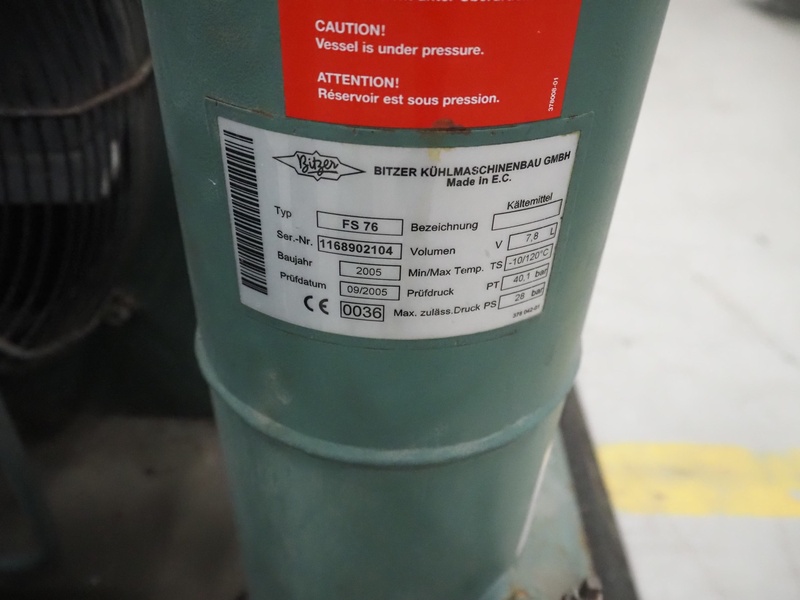 CAUTION!
Vessel is under pressure.
ATTENTION!
Réservoir est sous pression.
378008-01
Bitzer
BITZER KÜHLMASCHINENBAU GMBH
Made in E.C.
Kältemittel
Typ FS 76 Bezeichnung
Ser.-Nr. 1168902104 Volumen V 7,8 L
Baujahr 2005 Min/Max Temp. TS -10/120°C
Prüfdatum 09/2005 Prüfdruck PT 40,1 bar
CE 0036 Max. zuläss.Druck PS 28 bar